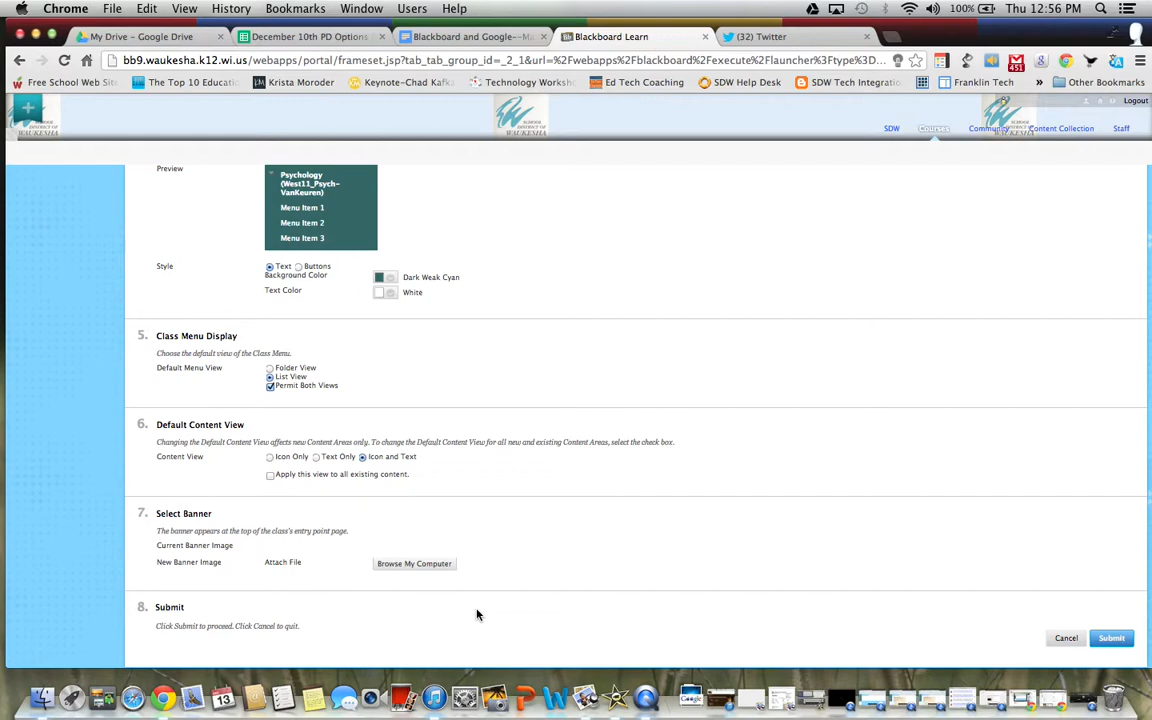 Chrome File Edit View History Bookmarks Window Users Help 100% Thu 12:56 PM
My Drive - Google Drive December 10th PD Options Blackboard and Google--Ma Blackboard Learn (32) Twitter
bb9.waukesha.k12.wi.us/webapps/portal/frameset.jsp?tab_tab_group_id=_2_1&url=%2Fwebapps%2Fblackboard%2Fexecute%2Flauncher%3Ftype%3D...
Free School Web Site The Top 10 Educatio Krista Moroder Keynote-Chad Kafk Technology Worksh Ed Tech Coaching SDW Help Desk SDW Tech Integratio 451 Franklin Tech » Other Bookmarks
Logout
SCHOOL DISTRICT OF WAUKESHA
SDW Courses Community Content Collection Staff
Preview
Psychology
(West11_Psych-
VanKeuren)
Menu Item 1
Menu Item 2
Menu Item 3
Style Text Buttons
Background Color Dark Weak Cyan
Text Color White
5. Class Menu Display
Choose the default view of the Class Menu.
Default Menu View Folder View
List View
Permit Both Views
6. Default Content View
Changing the Default Content View affects new Content Areas only. To change the Default Content View for all new and existing Content Areas, select the check box.
Content View Icon Only Text Only Icon and Text
Apply this view to all existing content.
7. Select Banner
The banner appears at the top of the class's entry point page.
Current Banner Image
New Banner Image Attach File Browse My Computer
8. Submit
Click Submit to proceed. Click Cancel to quit.
Cancel Submit
13